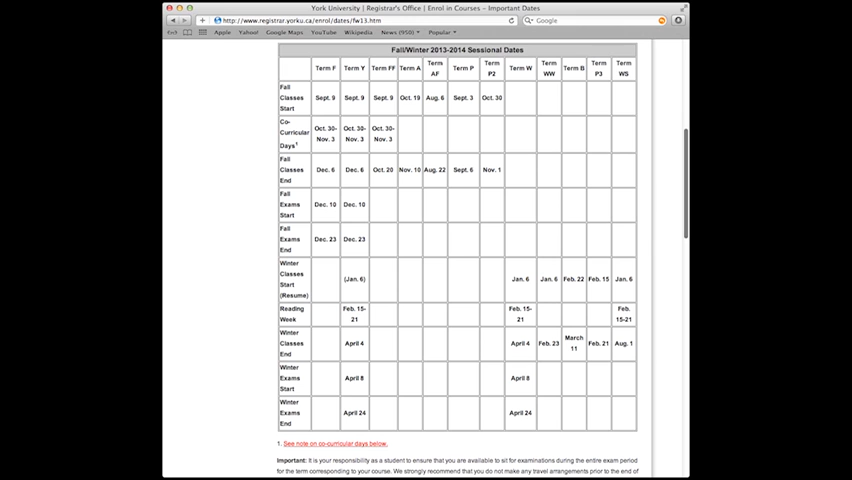 York University | Registrar's Office | Enrol in Courses – Important Dates
http://www.registrar.yorku.ca/enrol/dates/fw13.htm
Google
Apple Yahoo! Google Maps YouTube Wikipedia News (950) Popular
Fall/Winter 2013-2014 Sessional Dates
Term F Term Y Term FF Term A Term AF Term P Term P2 Term W Term WW Term B Term P3 Term WS
Fall Classes Start Sept. 9 Sept. 9 Sept. 9 Oct. 19 Aug. 6 Sept. 3 Oct. 30
Co-Curricular Days1 Oct. 30-Nov. 3 Oct. 30-Nov. 3 Oct. 30-Nov. 3
Fall Classes End Dec. 6 Dec. 6 Oct. 20 Nov. 10 Aug. 22 Sept. 6 Nov. 1
Fall Exams Start Dec. 10 Dec. 10
Fall Exams End Dec. 23 Dec. 23
Winter Classes Start (Resume) (Jan. 6) Jan. 6 Jan. 6 Feb. 22 Feb. 15 Jan. 6
Reading Week Feb. 15-21 Feb. 15-21 Feb. 15-21
Winter Classes End April 4 April 4 Feb. 23 March 11 Feb. 21 Aug. 1
Winter Exams Start April 8 April 8
Winter Exams End April 24 April 24
1. See note on co-curricular days below.
Important: It is your responsibility as a student to ensure that you are available to sit for examinations during the entire exam period
for the term corresponding to your course. We strongly recommend that you do not make any travel arrangements prior to the end of